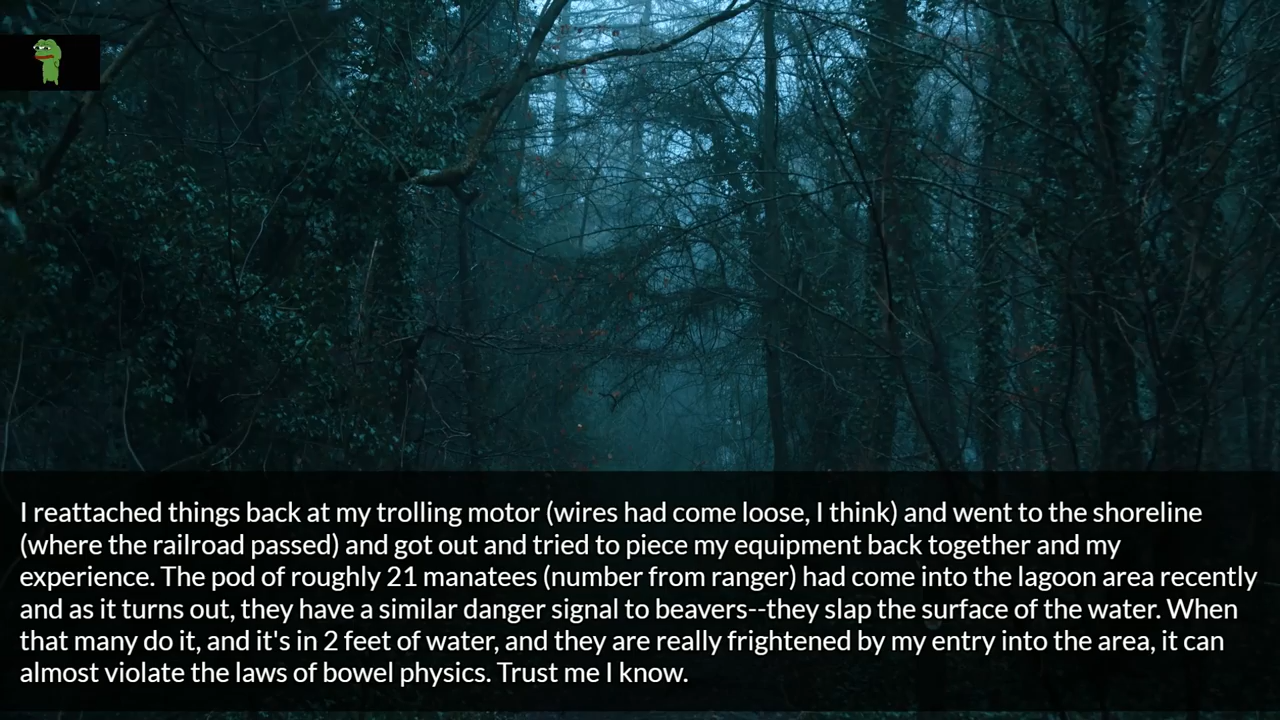 I reattached things back at my trolling motor (wires had come loose, I think) and went to the shoreline
(where the railroad passed) and got out and tried to piece my equipment back together and my
experience. The pod of roughly 21 manatees (number from ranger) had come into the lagoon area recently
and as it turns out, they have a similar danger signal to beavers--they slap the surface of the water. When
that many do it, and it's in 2 feet of water, and they are really frightened by my entry into the area, it can
almost violate the laws of bowel physics. Trust me I know.